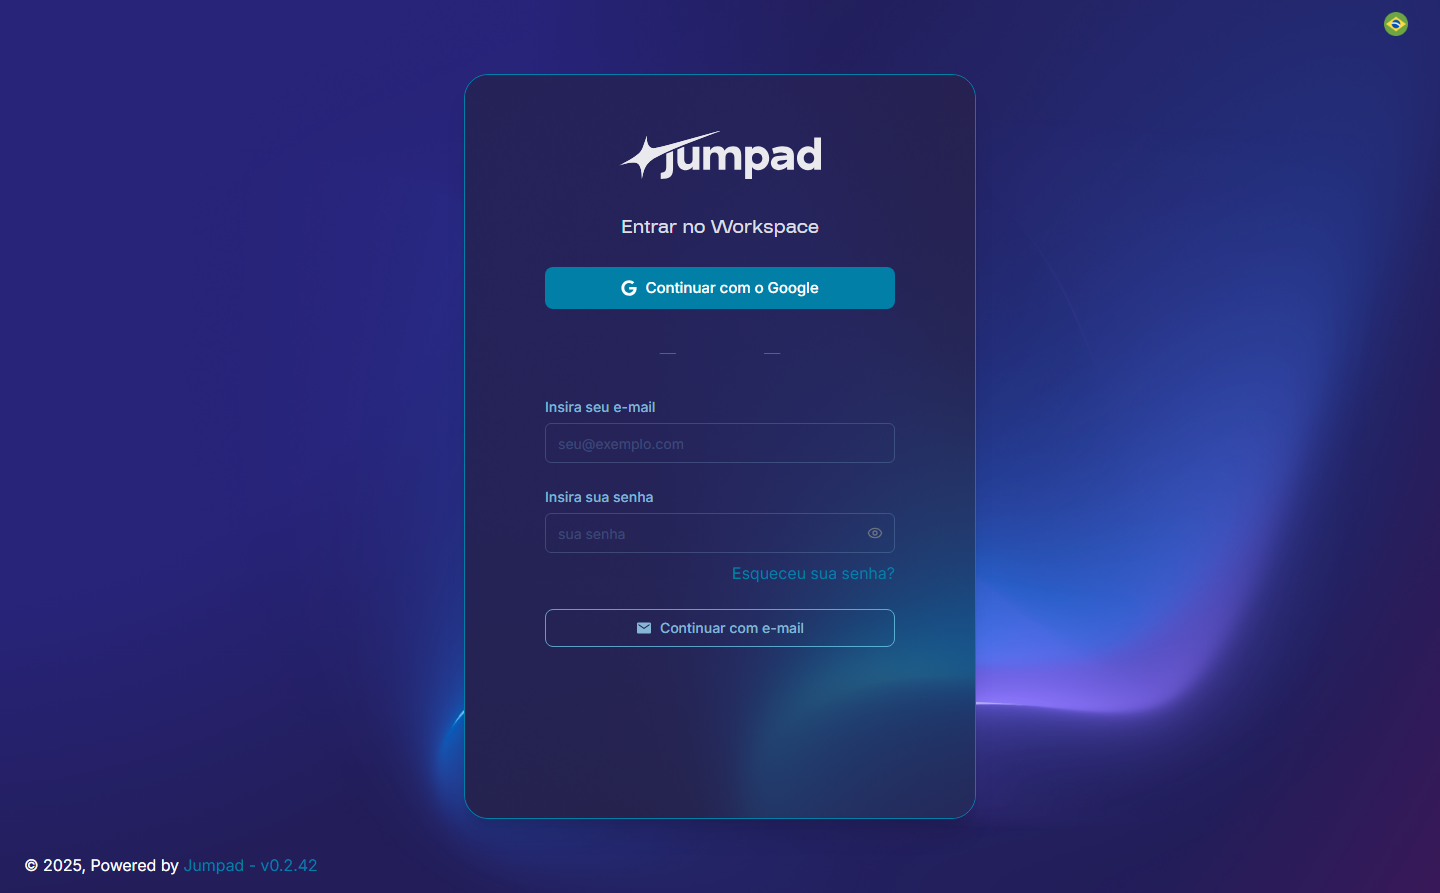 jumpad
Entrar no Workspace
Continuar com o Google
Insira seu e-mail
seu@exemplo.com
Insira sua senha
sua senha
Esqueceu sua senha?
Continuar com e-mail
© 2025, Powered by Jumpad - v0.2.42